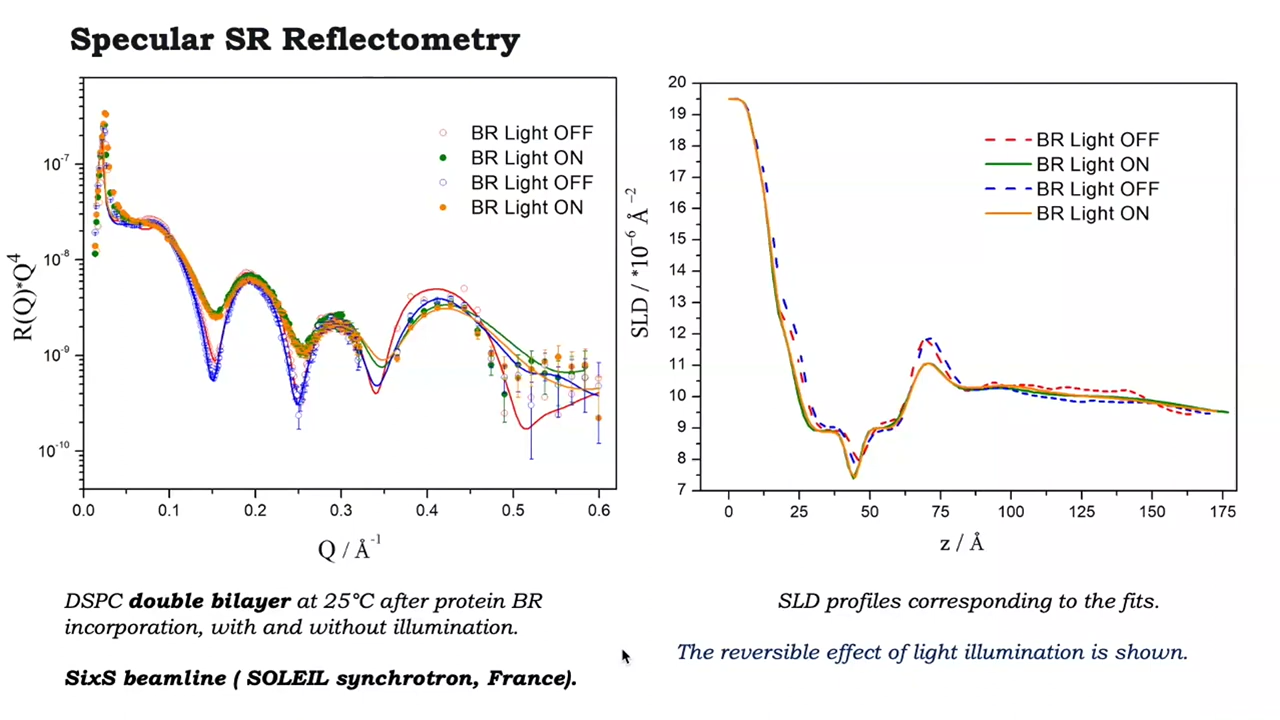 Specular SR Reflectometry
BR Light OFF
BR Light ON
BR Light OFF
BR Light ON
10-7
10-8
10-9
10-10
R(Q)*Q4
0.0 0.1 0.2 0.3 0.4 0.5 0.6
Q / Å-1
20
19
18
17
16
15
14
13
12
11
10
9
8
7
SLD / *10-6 Å-2
BR Light OFF
BR Light ON
BR Light OFF
BR Light ON
0 25 50 75 100 125 150 175
z / Å
DSPC double bilayer at 25°C after protein BR
incorporation, with and without illumination.
SixS beamline ( SOLEIL synchrotron, France).
SLD profiles corresponding to the fits.
The reversible effect of light illumination is shown.